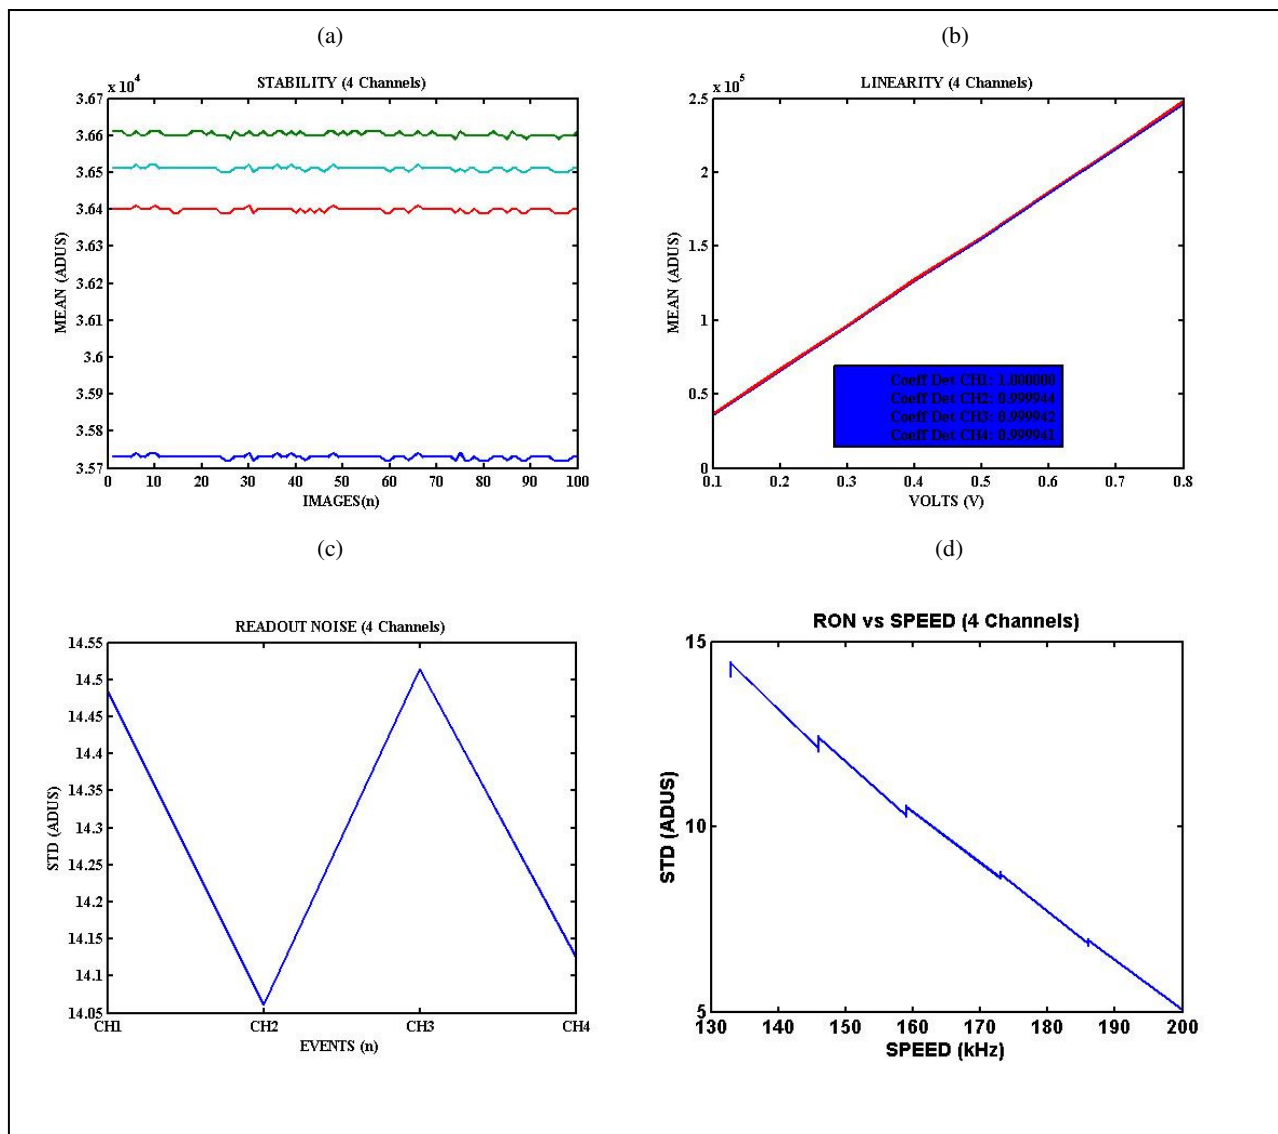 (a)
STABILITY (4 Channels)
x 10^4
3.67
3.66
3.65
3.64
3.63
3.62
3.61
3.6
3.59
3.58
3.57
MEAN (ADUS)
0 10 20 30 40 50 60 70 80 90 100
IMAGES(n)
(b)
LINEARITY (4 Channels)
x 10^5
2.5
2
1.5
1
0.5
0
MEAN (ADUS)
Coeff Det CH1: 1.000000
Coeff Det CH2: 0.999944
Coeff Det CH3: 0.999942
Coeff Det CH4: 0.999941
0.1 0.2 0.3 0.4 0.5 0.6 0.7 0.8
VOLTS (V)
(c)
READOUT NOISE (4 Channels)
14.55
14.5
14.45
14.4
14.35
14.3
14.25
14.2
14.15
14.1
14.05
STD (ADUS)
CH1 CH2 CH3 CH4
EVENTS (n)
(d)
RON vs SPEED (4 Channels)
15
10
5
STD (ADUS)
130 140 150 160 170 180 190 200
SPEED (kHz)